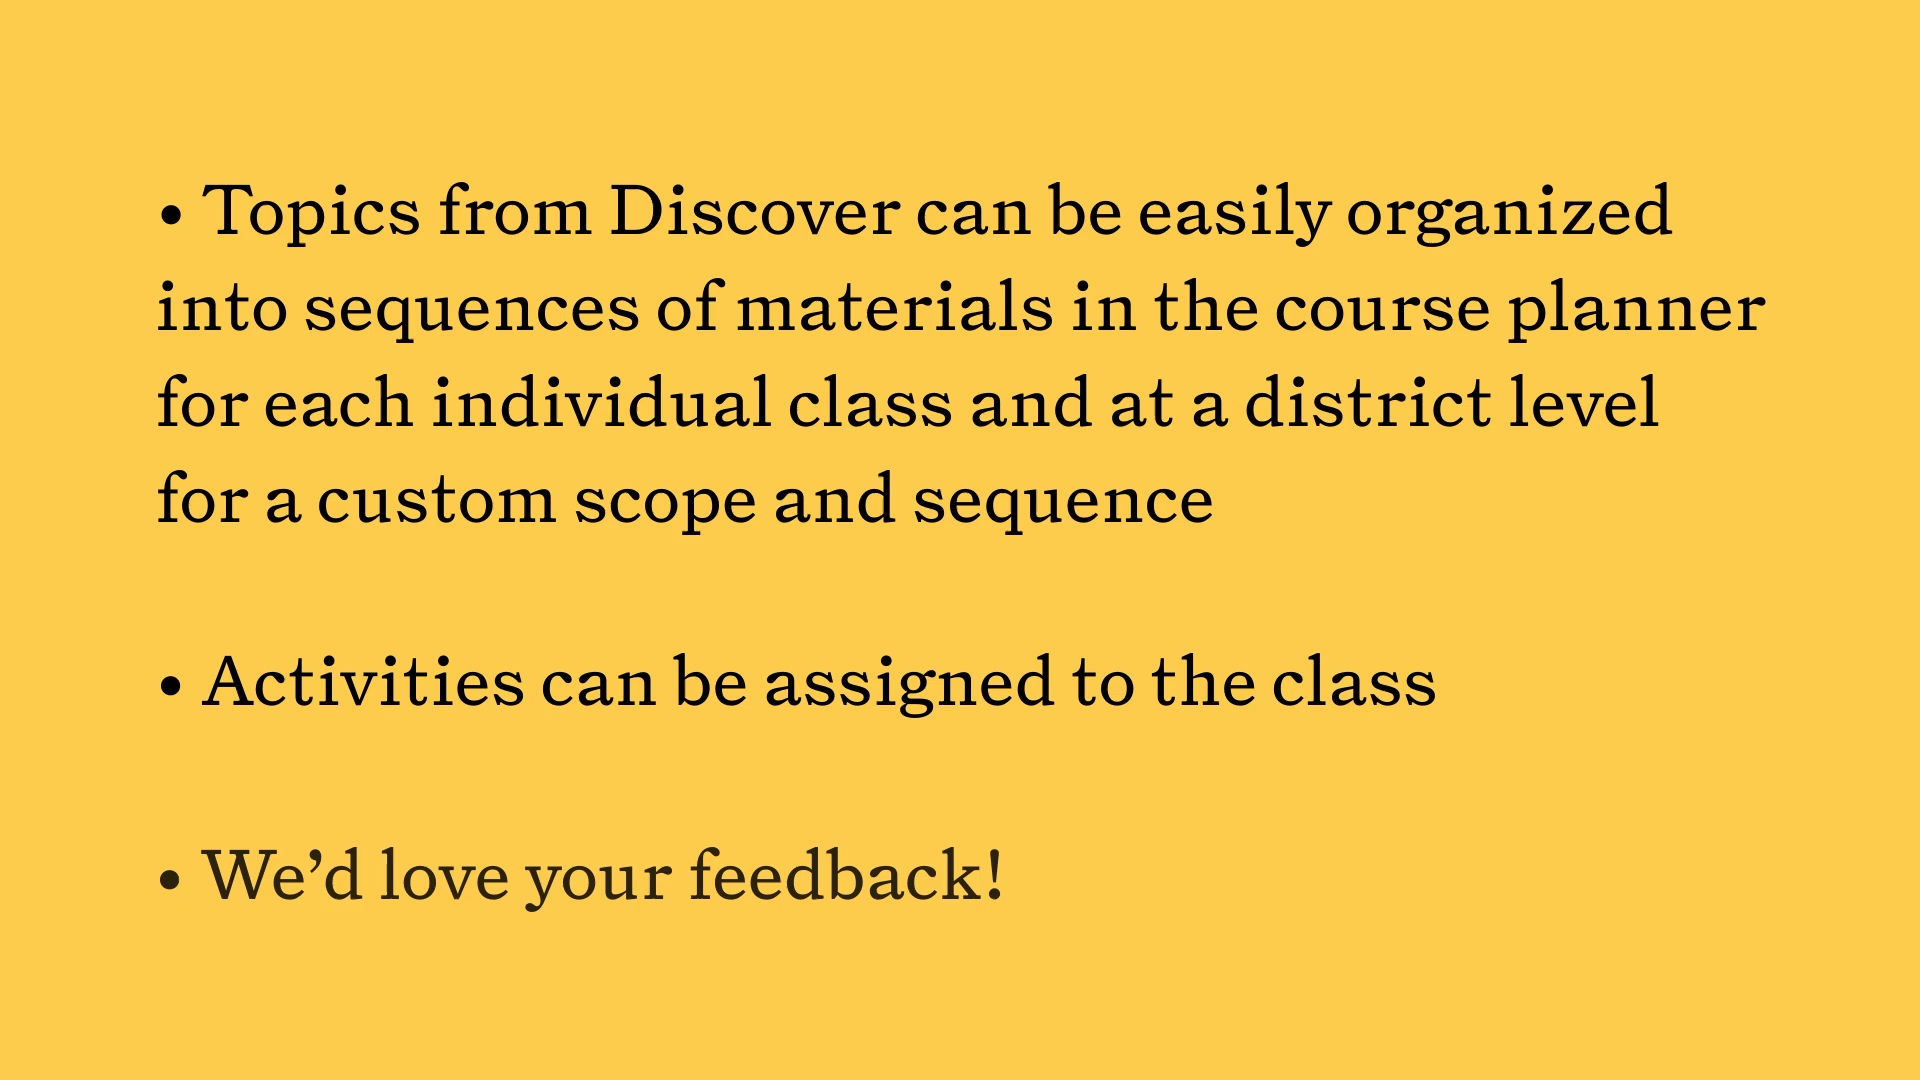 • Topics from Discover can be easily organized
into sequences of materials in the course planner
for each individual class and at a district level
for a custom scope and sequence
• Activities can be assigned to the class
• We’d love your feedback!